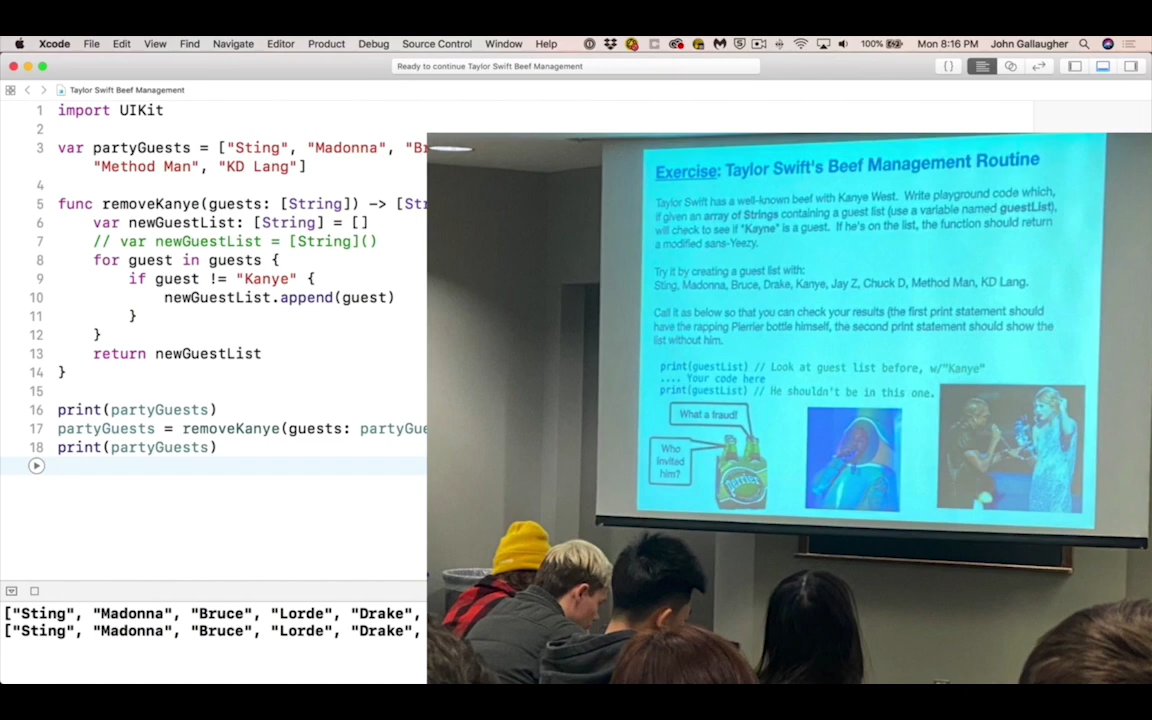 Xcode File Edit View Find Navigate Editor Product Debug Source Control Window Help 100% Mon 8:16 PM John Gallaugher
Ready to continue Taylor Swift Beef Management
{}
Taylor Swift Beef Management
1 import UIKit
2
3 var partyGuests = ["Sting", "Madonna", "Br
"Method Man", "KD Lang"]
4
5 func removeKanye(guests: [String]) -> [Str
6 var newGuestList: [String] = []
7 // var newGuestList = [String]()
8 for guest in guests {
9 if guest != "Kanye" {
10 newGuestList.append(guest)
11 }
12 }
13 return newGuestList
14 }
15
16 print(partyGuests)
17 partyGuests = removeKanye(guests: partyGue
18 print(partyGuests)
["Sting", "Madonna", "Bruce", "Lorde", "Drake",
["Sting", "Madonna", "Bruce", "Lorde", "Drake",
Exercise: Taylor Swift's Beef Management Routine
Taylor Swift has a well-known beef with Kanye West. Write playground code which,
if given an array of Strings containing a guest list (use a variable named guestList),
will check to see if "Kayne" is a guest. If he's on the list, the function should return
a modified sans-Yeezy.
Try it by creating a guest list with:
Sting, Madonna, Bruce, Drake, Kanye, Jay Z, Chuck D, Method Man, KD Lang.
Call it as below so that you can check your results (the first print statement should
have the rapping Plerrier bottle himself, the second print statement should show the
list without him.
print(guestList) // Look at guest list before, w/"Kanye"
.... Your code here
print(guestList) // He shouldn't be in this one.
What a fraud!
Who
invited
him?
perrier